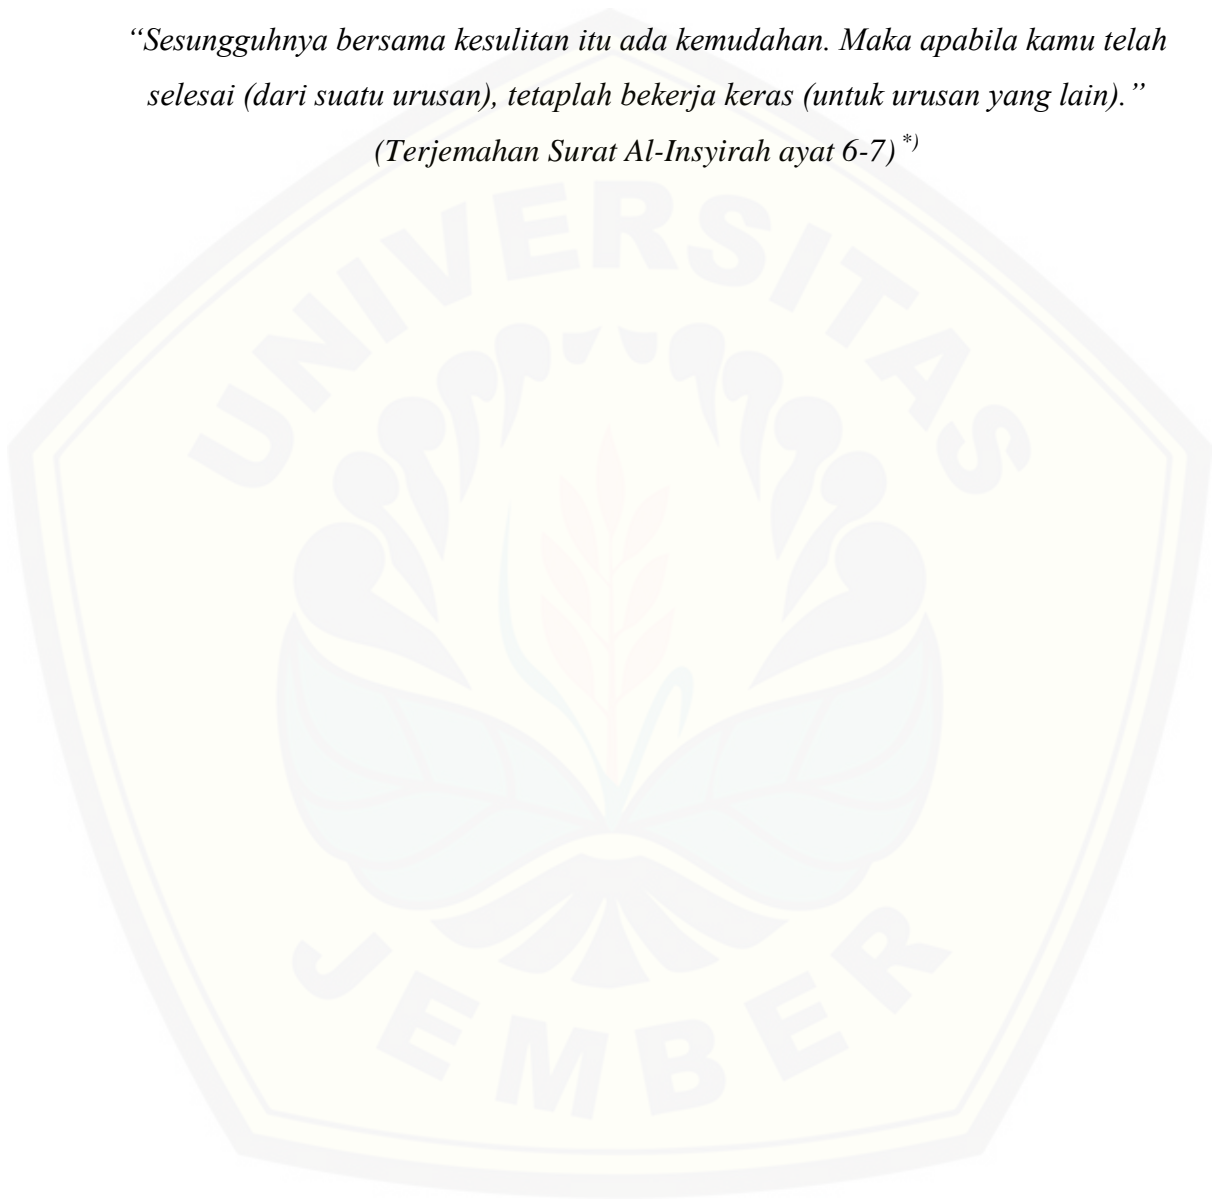 “Sesungguhnya bersama kesulitan itu ada kemudahan. Maka apabila kamu telah
selesai (dari suatu urusan), tetaplah bekerja keras (untuk urusan yang lain).”
(Terjemahan Surat Al-Insyirah ayat 6-7) *)
UNIVERSITAS
JEMBER